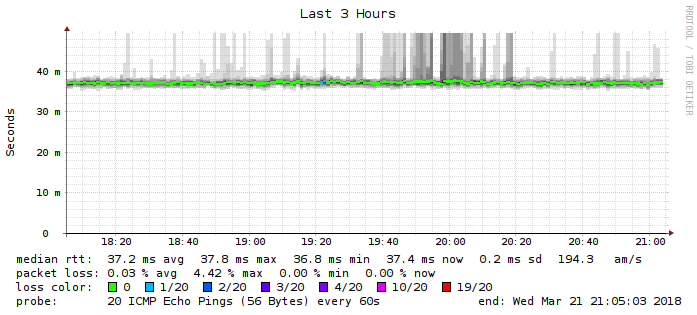 Last 3 Hours
RRDTOOL / TOBI OETIKER
Seconds
40 m
30 m
20 m
10 m
0
18:20 18:40 19:00 19:20 19:40 20:00 20:20 20:40 21:00
median rtt: 37.2 ms avg 37.8 ms max 36.8 ms min 37.4 ms now 0.2 ms sd 194.3 am/s
packet loss: 0.03 % avg 4.42 % max 0.00 % min 0.00 % now
loss color: 0 1/20 2/20 3/20 4/20 10/20 19/20
probe: 20 ICMP Echo Pings (56 Bytes) every 60s end: Wed Mar 21 21:05:03 2018